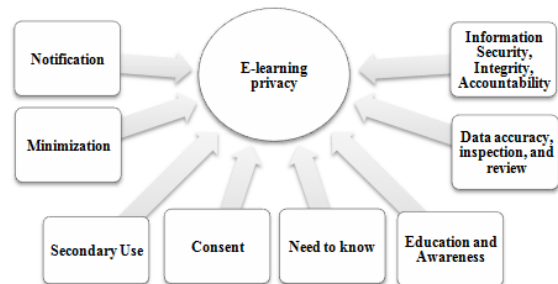 E-learning
privacy
Notification
Minimization
Secondary Use
Consent
Need to know
Education and
Awareness
Data accuracy,
inspection, and
review
Information
Security,
Integrity,
Accountability